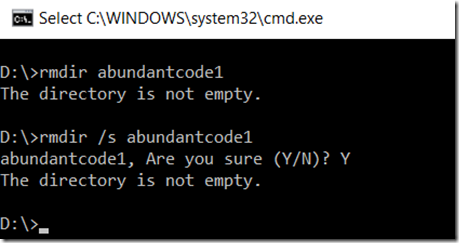 Select C:\WINDOWS\system32\cmd.exe
D:\>rmdir abundantcode1
The directory is not empty.
D:\>rmdir /s abundantcode1
abundantcode1, Are you sure (Y/N)? Y
The directory is not empty.
D:\>